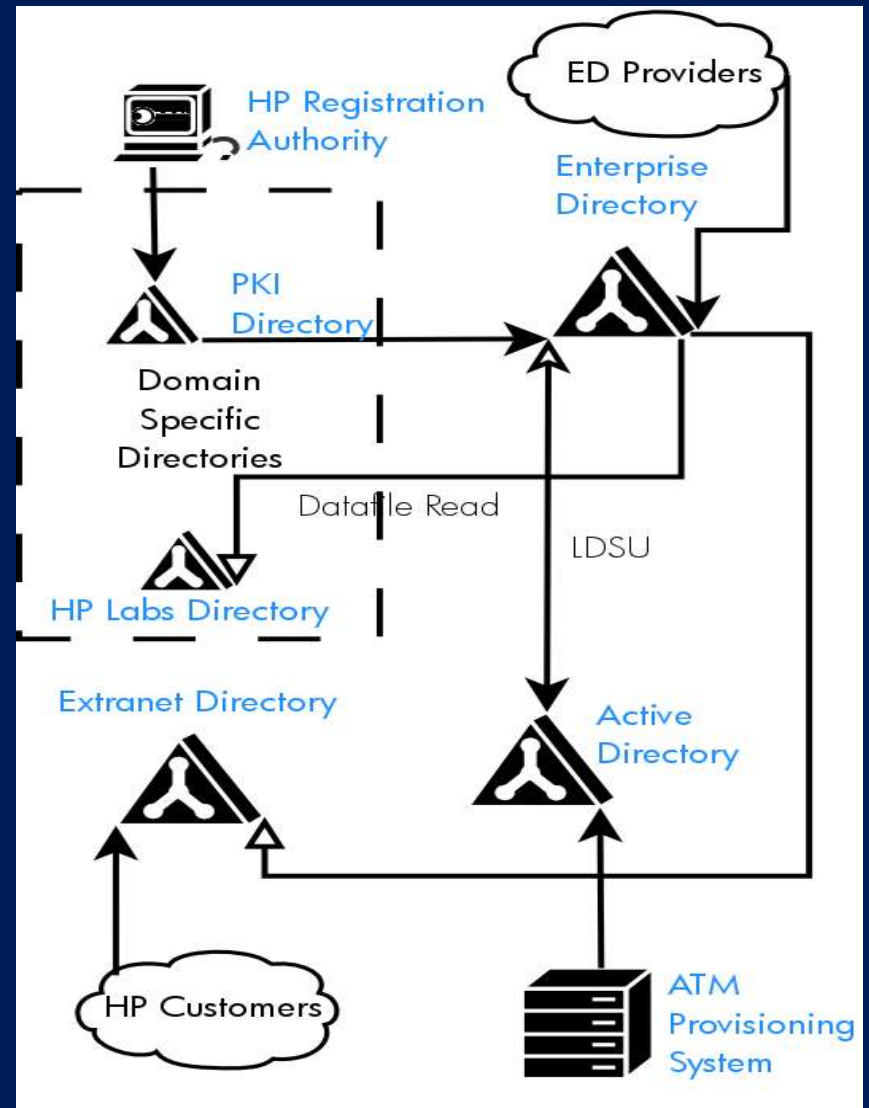 ED Providers
HP Registration
Authority
Enterprise
Directory
PKI
Directory
Domain
Specific
Directories
Datafile Read
LDSU
HP Labs Directory
Extranet Directory
Active
Directory
HP Customers
ATM
Provisioning
System